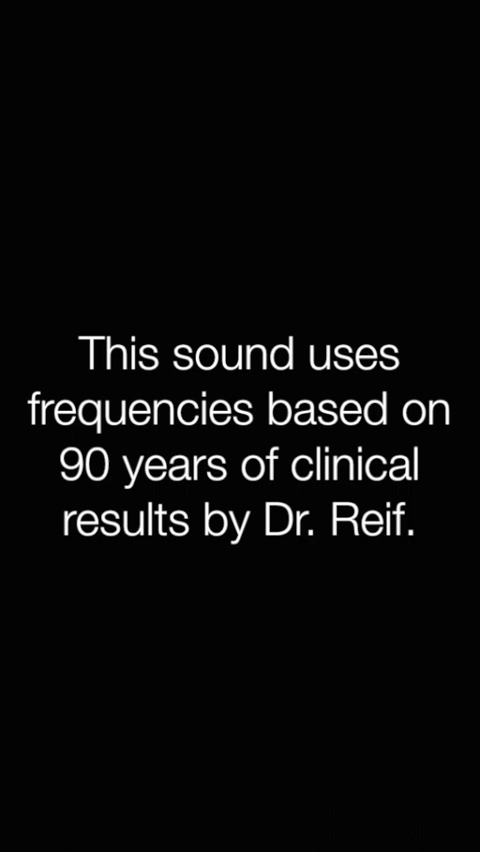 This sound uses
frequencies based on
90 years of clinical
results by Dr. Reif.